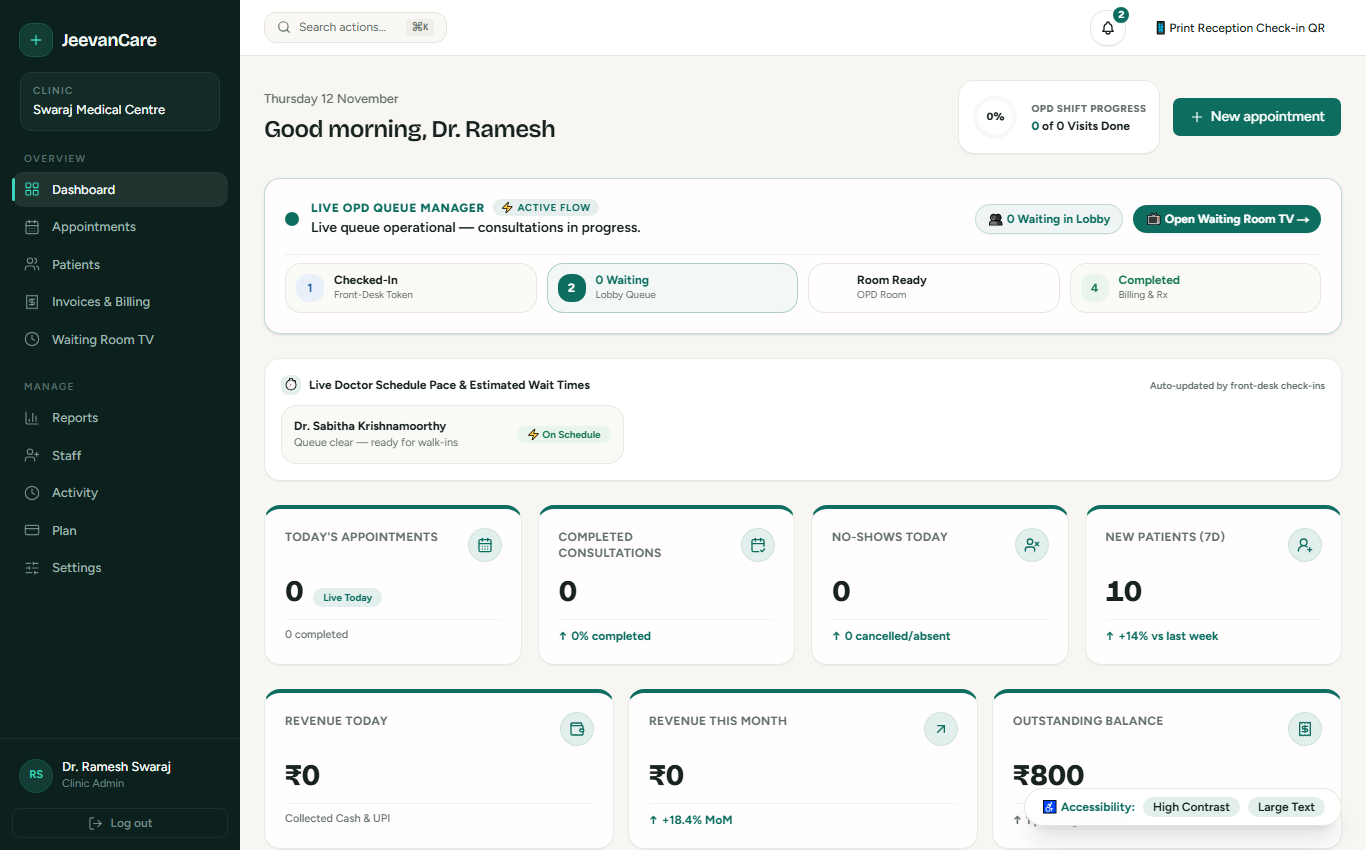 JeevanCare
CLINIC
Swaraj Medical Centre
OVERVIEW
Dashboard
Appointments
Patients
Invoices & Billing
Waiting Room TV
MANAGE
Reports
Staff
Activity
Plan
Settings
RS
Dr. Ramesh Swaraj
Clinic Admin
Log out
Search actions... ⌘K
2
Print Reception Check-in QR
Thursday 12 November
Good morning, Dr. Ramesh
0%
OPD SHIFT PROGRESS
0 of 0 Visits Done
+ New appointment
LIVE OPD QUEUE MANAGER ⚡ ACTIVE FLOW
Live queue operational — consultations in progress.
0 Waiting in Lobby
Open Waiting Room TV →
1
Checked-In
Front-Desk Token
2
0 Waiting
Lobby Queue
Room Ready
OPD Room
4
Completed
Billing & Rx
Live Doctor Schedule Pace & Estimated Wait Times
Auto-updated by front-desk check-ins
Dr. Sabitha Krishnamoorthy
Queue clear — ready for walk-ins
⚡ On Schedule
TODAY'S APPOINTMENTS
0 Live Today
0 completed
COMPLETED
CONSULTATIONS
0
↑ 0% completed
NO-SHOWS TODAY
0
↑ 0 cancelled/absent
NEW PATIENTS (7D)
10
↑ +14% vs last week
REVENUE TODAY
₹0
Collected Cash & UPI
REVENUE THIS MONTH
₹0
↑ +18.4% MoM
OUTSTANDING BALANCE
₹800
Accessibility: High Contrast Large Text